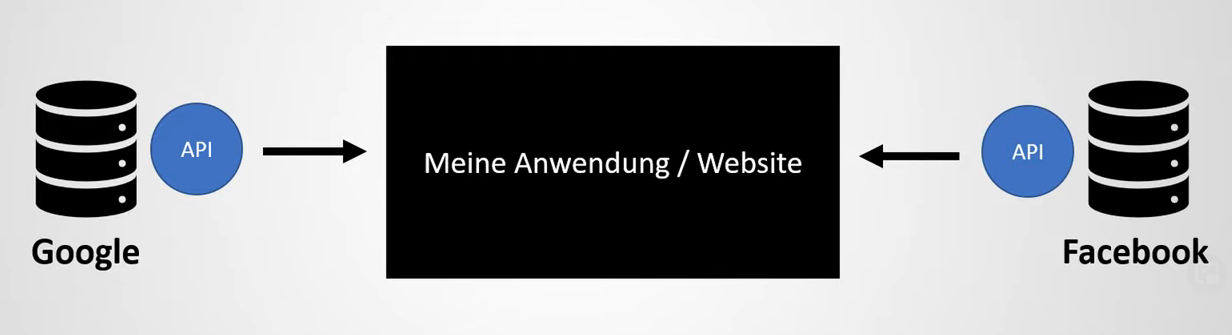 API
Meine Anwendung / Website
API
Google
Facebook